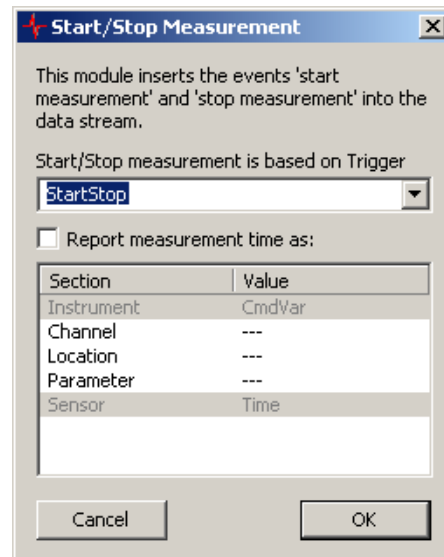 Start/Stop Measurement
This module inserts the events 'start
measurement' and 'stop measurement' into the
data stream.
Start/Stop measurement is based on Trigger
StartStop
Report measurement time as:
Section Value
Instrument CmdVar
Channel ---
Location ---
Parameter ---
Sensor Time
Cancel OK